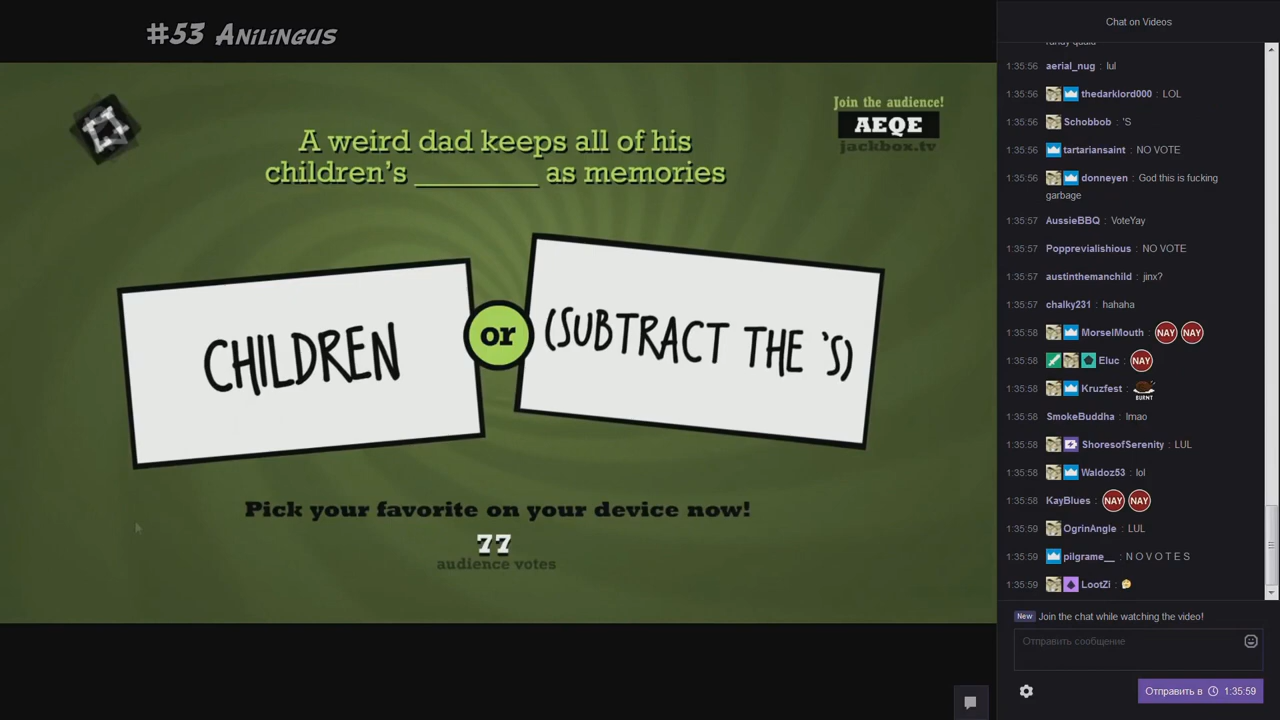 #53 ANILINGUS
Join the audience!
AEQE
jackbox.tv
A weird dad keeps all of his
children's ________ as memories
CHILDREN
or
(SUBTRACT THE 'S)
Pick your favorite on your device now!
77
audience votes
Chat on Videos
1:35:56 aerial_nug : lul
1:35:56 thedarklord000 : LOL
1:35:56 Schobbob : 'S
1:35:56 tartariansaint : NO VOTE
1:35:56 donneyen : God this is fucking
garbage
1:35:57 AussieBBQ : VoteYay
1:35:57 Popprevialishious : NO VOTE
1:35:57 austinthemanchild : jinx?
1:35:57 chalky231 : hahaha
1:35:58 MorselMouth : NAY NAY
1:35:58 Eluc : NAY
1:35:58 Kruzfest : BURNT
1:35:58 SmokeBuddha : lmao
1:35:58 ShoresofSerenity : LUL
1:35:58 Waldoz53 : lol
1:35:58 KayBlues : NAY NAY
1:35:59 OgrinAngle : LUL
1:35:59 pilgrame__ : N O V O T E S
1:35:59 LootZi :
New Join the chat while watching the video!
Отправить сообщение
Отправить в 1:35:59